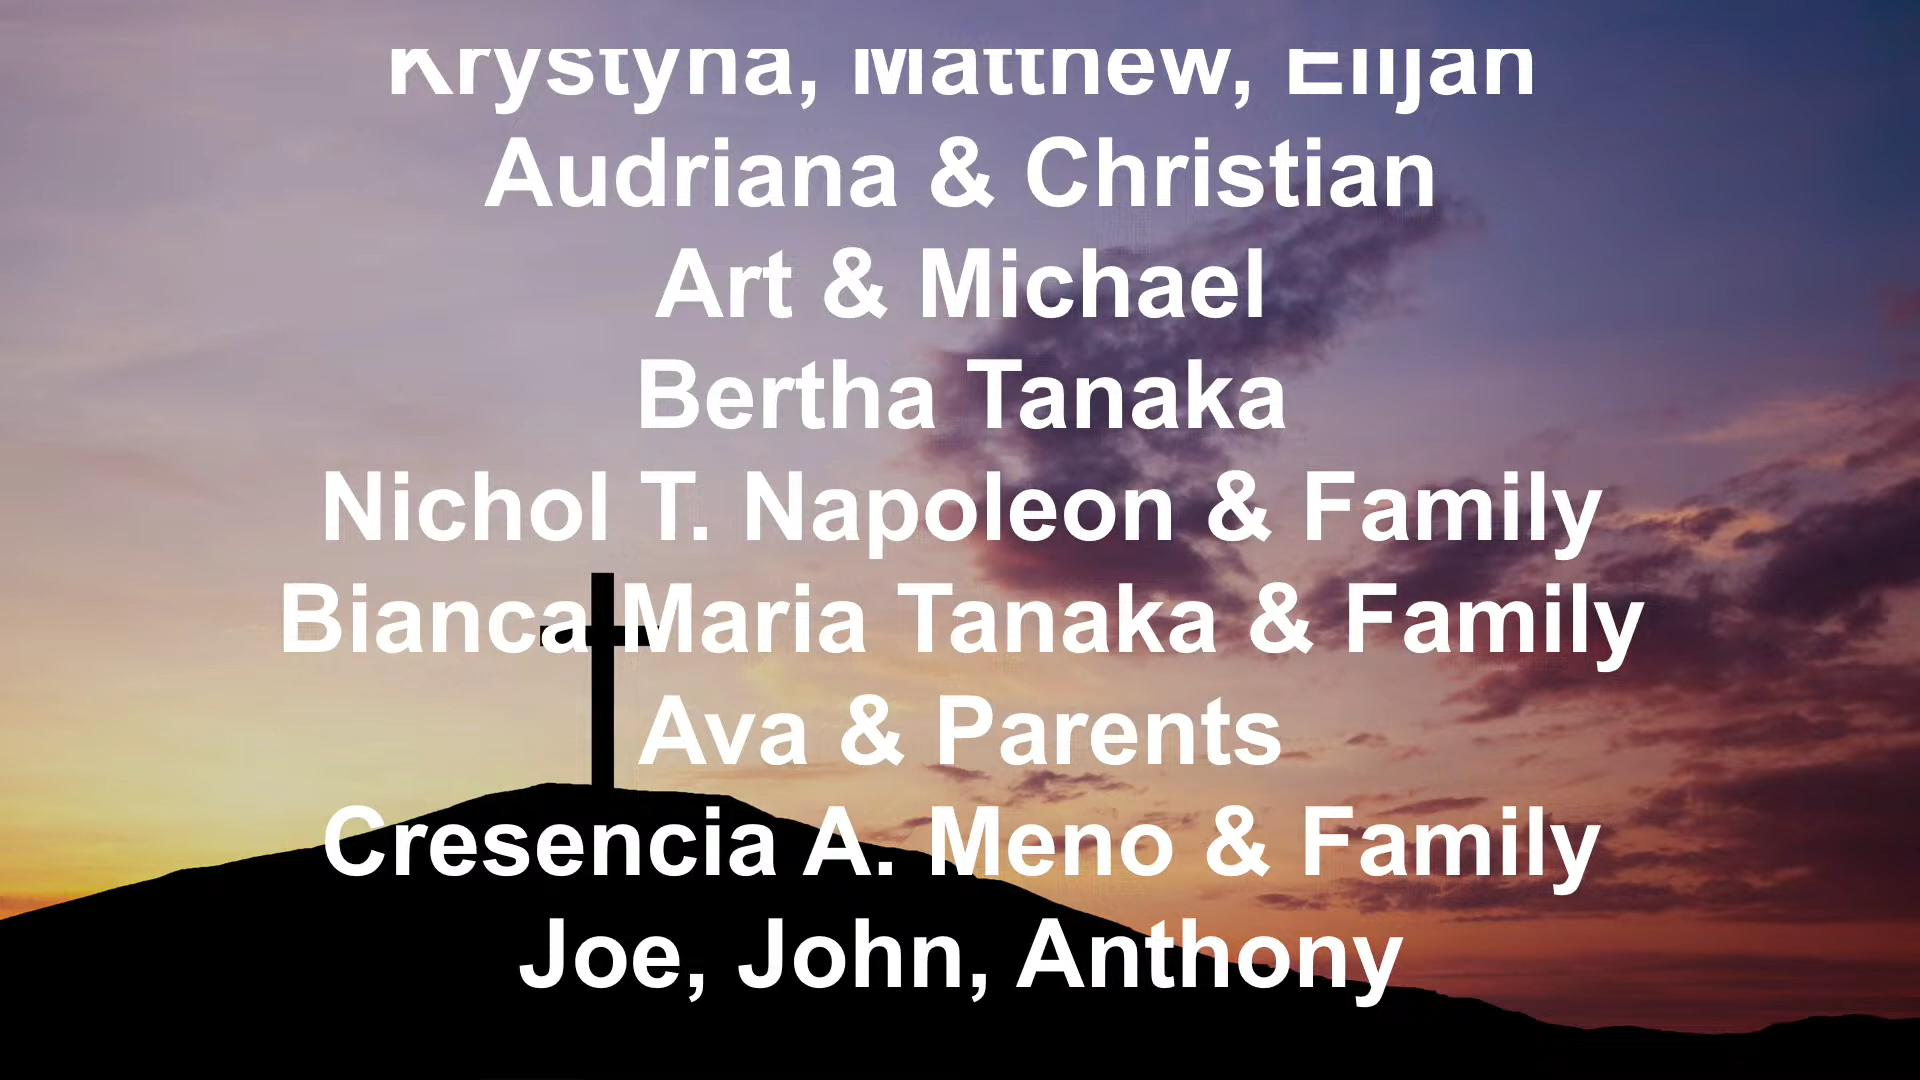 Krystyna, Matthew, Elijah
Audriana & Christian
Art & Michael
Bertha Tanaka
Nichol T. Napoleon & Family
Bianca Maria Tanaka & Family
Ava & Parents
Cresencia A. Meno & Family
Joe, John, Anthony